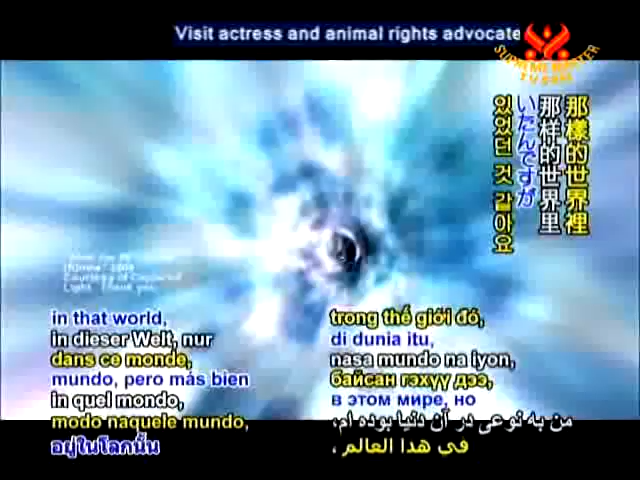 Visit actress and animal rights advocate
SUPREME MASTER
TV
那樣的世界裡
那样的世界里
いたんですが
있었던 것 같아요
Courtesy of
Light
in that world,
in dieser Welt, nur
dans ce monde,
mundo, pero más bien
in quel mondo,
modo naquele mundo,
อยู่ในโลกนั้น
trong thế giới đó,
di dunia itu,
nasa mundo na iyon,
байсан гэхүү дээ,
в этом мире, но
من به نوعی در آن دنیا بوده ام،
في هذا العالم ،